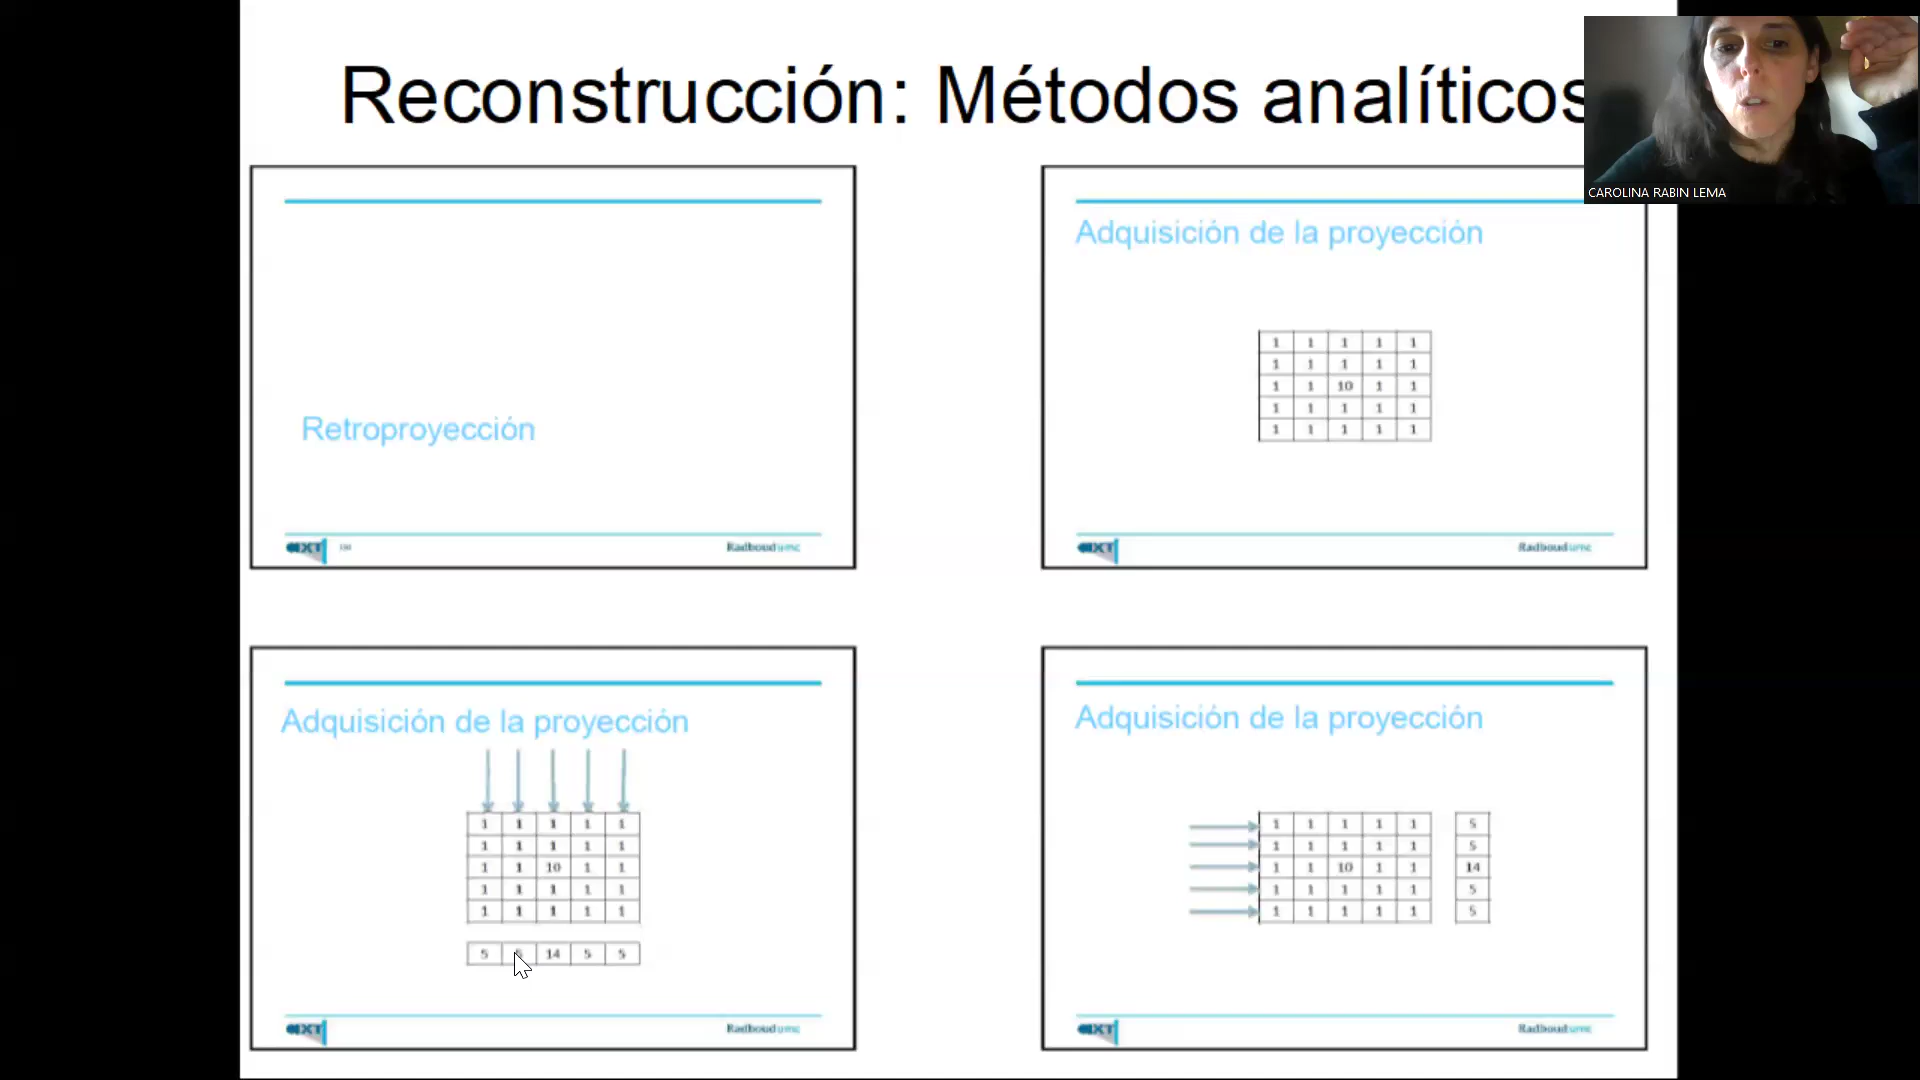 Reconstrucción: Métodos analíticos
CAROLINA RABIN LEMA
Retroproyección
Radboudumc
Adquisición de la proyección
1 1 1 1 1
1 1 1 1 1
1 1 10 1 1
1 1 1 1 1
1 1 1 1 1
Radboudumc
Adquisición de la proyección
1 1 1 1 1
1 1 1 1 1
1 1 10 1 1
1 1 1 1 1
1 1 1 1 1
5 5 14 5 5
Radboudumc
Adquisición de la proyección
1 1 1 1 1 5
1 1 1 1 1 5
1 1 10 1 1 14
1 1 1 1 1 5
1 1 1 1 1 5
Radboudumc